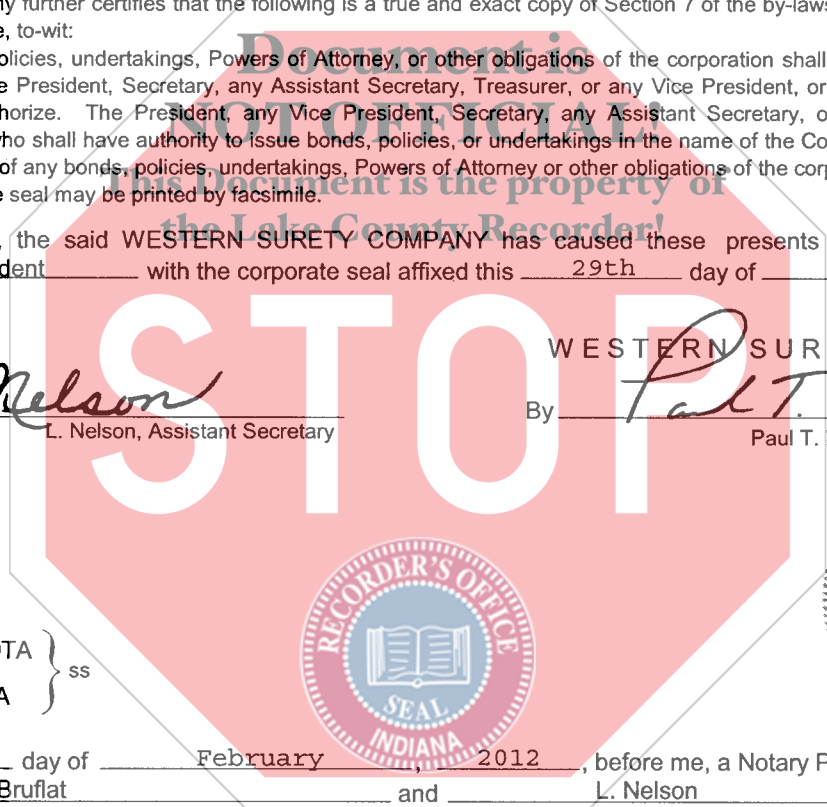 further certifies that the following is a true and exact copy of Section 7 of the by-laws
to-wit:
Powers of Attorney, or other obligations of the corporation shall
President, Secretary, any Assistant Secretary, Treasurer, or any Vice President, or
The President, any Vice President, Secretary, any Assistant Secretary, o
who shall have authority to issue bonds, policies, or undertakings in the name of the Co
of any bonds, policies, undertakings, Powers of Attorney or other obligations of the corp
seal may be printed by facsimile.
Document is
NOT OFFICIAL!
This Document is the property of
the Lake County Recorder!
, the said WESTERN SURETY COMPANY has caused these presents
dent with the corporate seal affixed this 29th day of
STOP
WESTERN SUR
Nelson
L. Nelson, Assistant Secretary
By Paul T.
Paul T.
RECORDER'S OFFICE
SEAL
INDIANA
TA
A
ss
day of February , 2012 , before me, a Notary P
Bruflat and L. Nelson